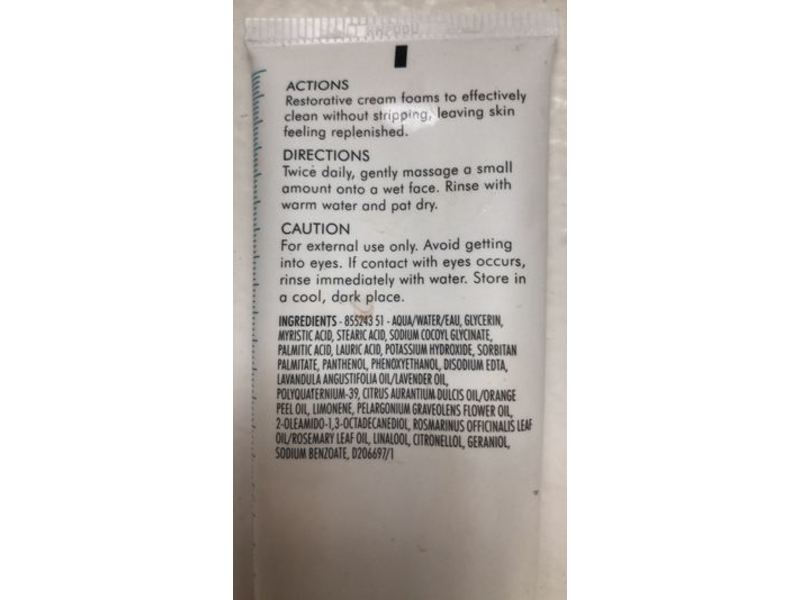 ACTIONS
Restorative cream foams to effectively
clean without stripping, leaving skin
feeling replenished.
DIRECTIONS
Twice daily, gently massage a small
amount onto a wet face. Rinse with
warm water and pat dry.
CAUTION
For external use only. Avoid getting
into eyes. If contact with eyes occurs,
rinse immediately with water. Store in
a cool, dark place.
INGREDIENTS - 855243 51 - AQUA/WATER/EAU, GLYCERIN,
MYRISTIC ACID, STEARIC ACID, SODIUM COCOYL GLYCINATE,
PALMITIC ACID, LAURIC ACID, POTASSIUM HYDROXIDE, SORBITAN
PALMITATE, PANTHENOL, PHENOXYETHANOL, DISODIUM EDTA,
LAVANDULA ANGUSTIFOLIA OIL/LAVENDER OIL,
POLYQUATERNIUM-39, CITRUS AURANTIUM DULCIS OIL/ORANGE
PEEL OIL, LIMONENE, PELARGONIUM GRAVEOLENS FLOWER OIL,
2-OLEAMIDO-1,3-OCTADECANEDIOL, ROSMARINUS OFFICINALIS LEAF
OIL/ROSEMARY LEAF OIL, LINALOOL, CITRONELLOL, GERANIOL,
SODIUM BENZOATE, D206697/1